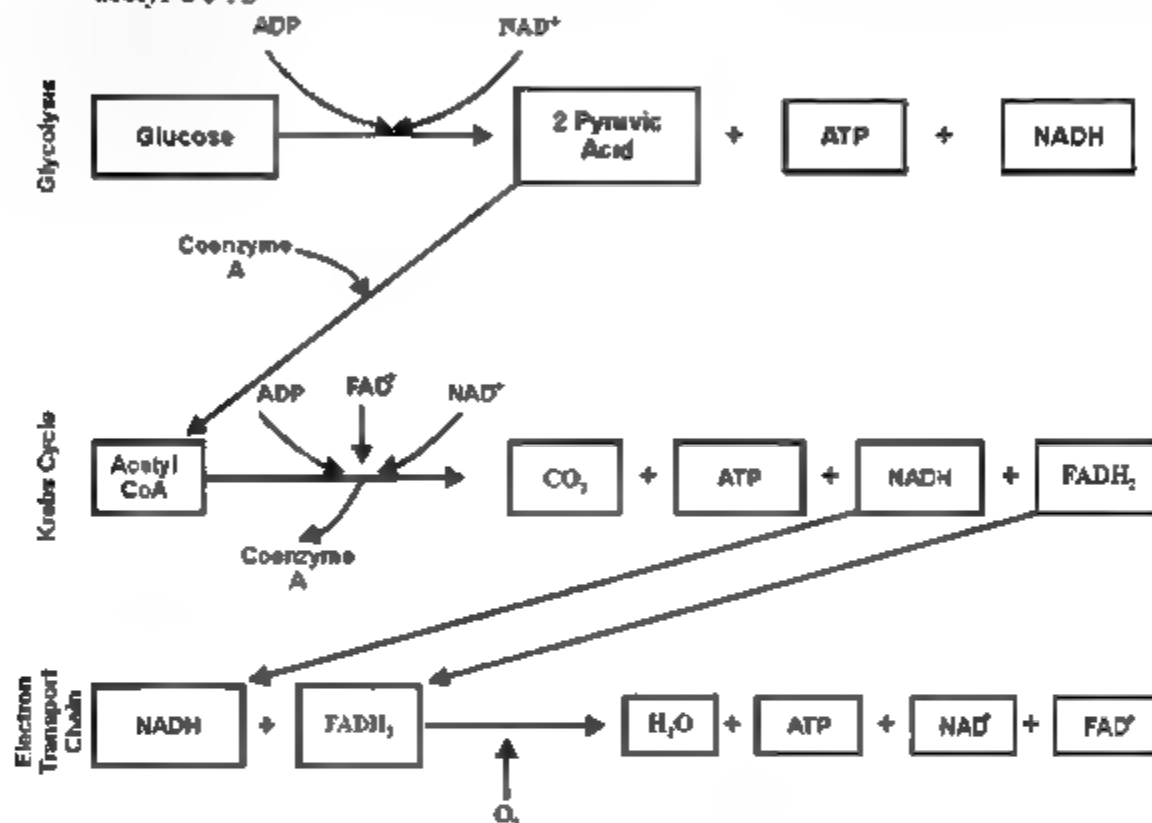 ADP NAD⁺
Glycolysis
Glucose
2 Pyruvic
Acid
+
ATP
+
NADH
Coenzyme
A
ADP FAD⁺ NAD⁺
Krebs Cycle
Acetyl
CoA
CO₂
+
ATP
+
NADH
+
FADH₂
Coenzyme
A
Electron
Transport
Chain
NADH
+
FADH₂
H₂O
+
ATP
+
NAD⁺
+
FAD⁺
O₂